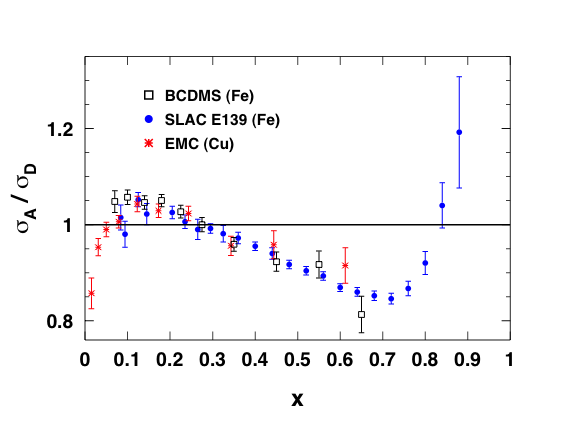 σA / σD
BCDMS (Fe)
SLAC E139 (Fe)
EMC (Cu)
1.2
1
0.8
0 0.1 0.2 0.3 0.4 0.5 0.6 0.7 0.8 0.9 1
x